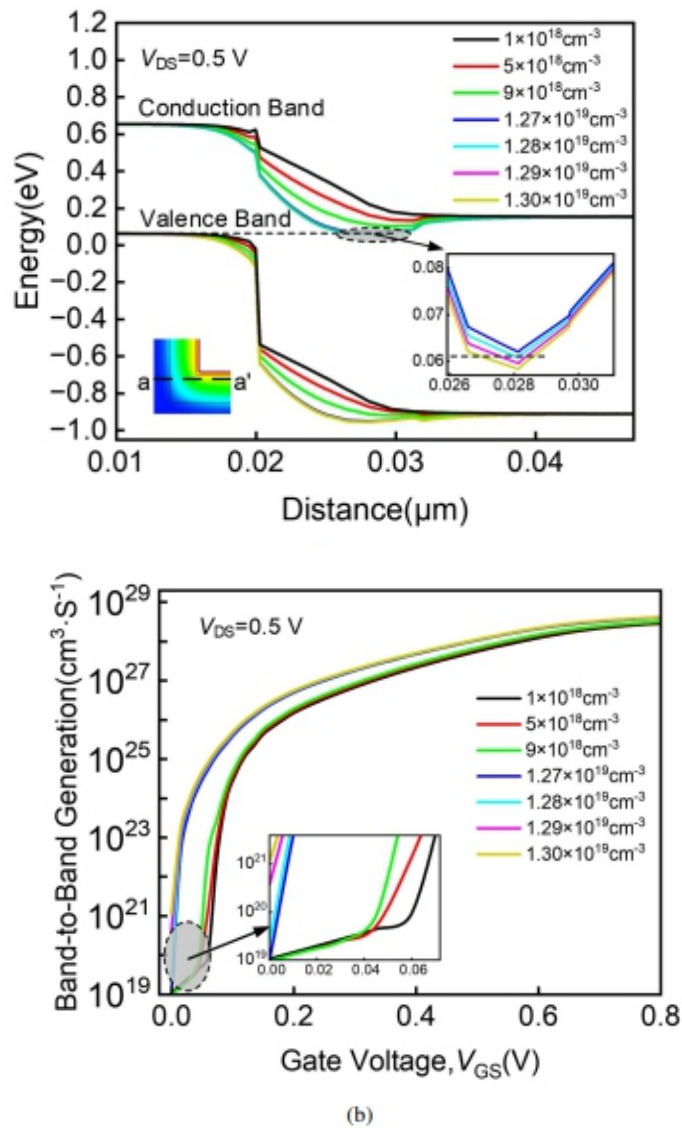 1.2
1.0
0.8
0.6
0.4
0.2
0.0
−0.2
−0.4
−0.6
−0.8
−1.0
Energy(eV)
V_DS=0.5 V
Conduction Band
Valence Band
1×10^18cm^-3
5×10^18cm^-3
9×10^18cm^-3
1.27×10^19cm^-3
1.28×10^19cm^-3
1.29×10^19cm^-3
1.30×10^19cm^-3
0.08
0.07
0.06
0.026 0.028 0.030
a a'
0.01 0.02 0.03 0.04
Distance(μm)
10^29
10^27
10^25
10^23
10^21
10^19
Band-to-Band Generation(cm^3·S^-1)
V_DS=0.5 V
1×10^18cm^-3
5×10^18cm^-3
9×10^18cm^-3
1.27×10^19cm^-3
1.28×10^19cm^-3
1.29×10^19cm^-3
1.30×10^19cm^-3
10^21
10^20
10^19
0.00 0.02 0.04 0.06
0.0 0.2 0.4 0.6 0.8
Gate Voltage,V_GS(V)
(b)